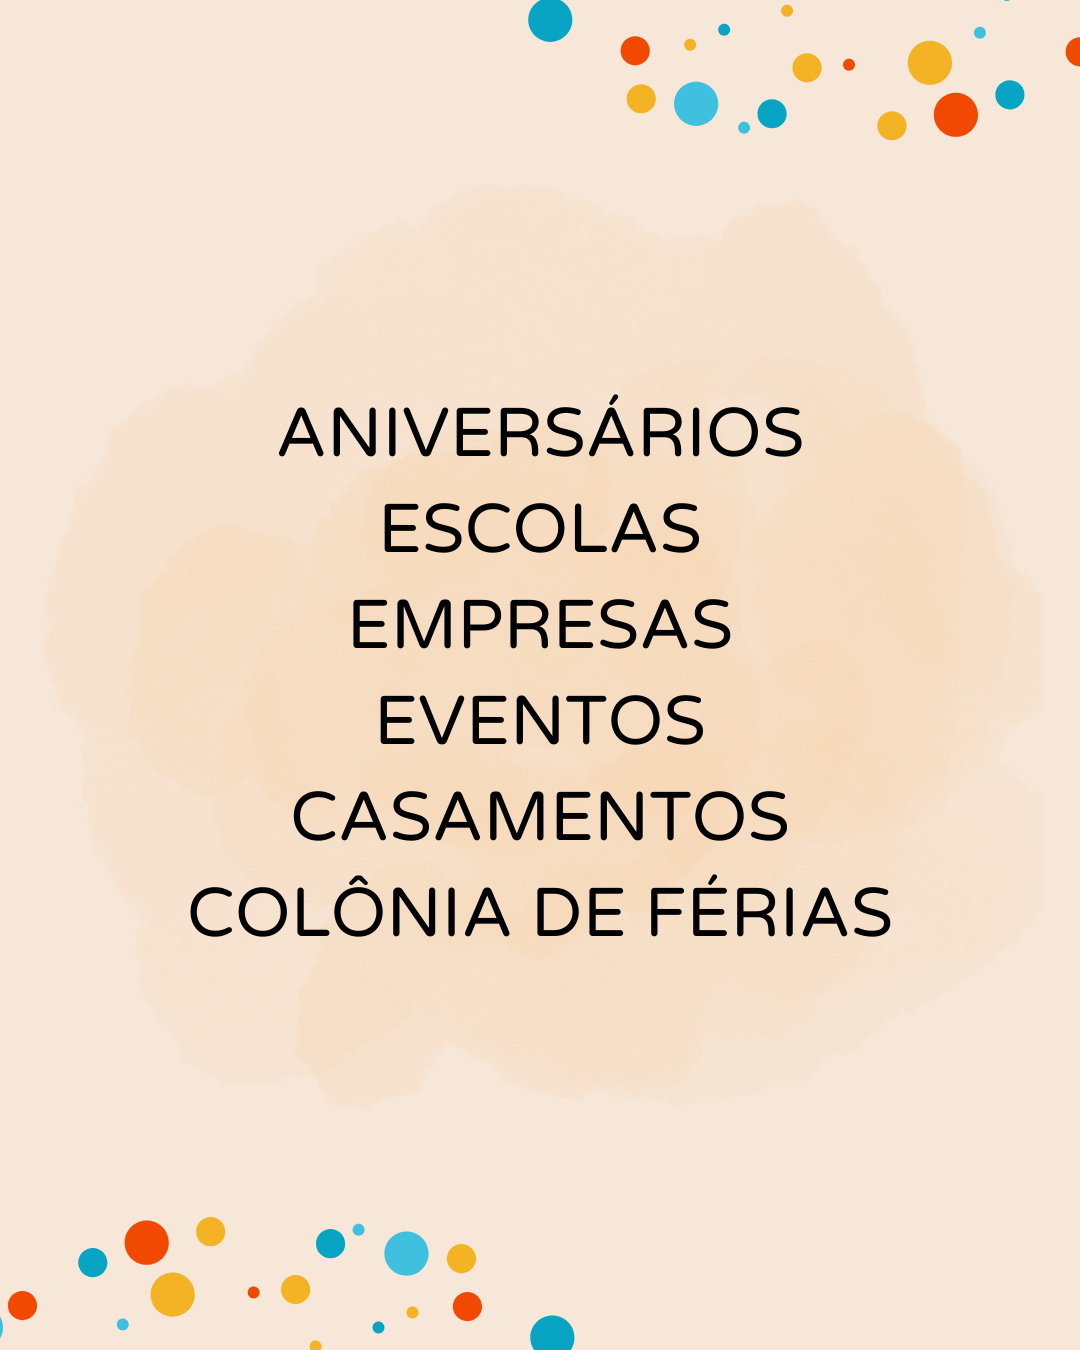 ANIVERSÁRIOS
ESCOLAS
EMPRESAS
EVENTOS
CASAMENTOS
COLÔNIA DE FÉRIAS